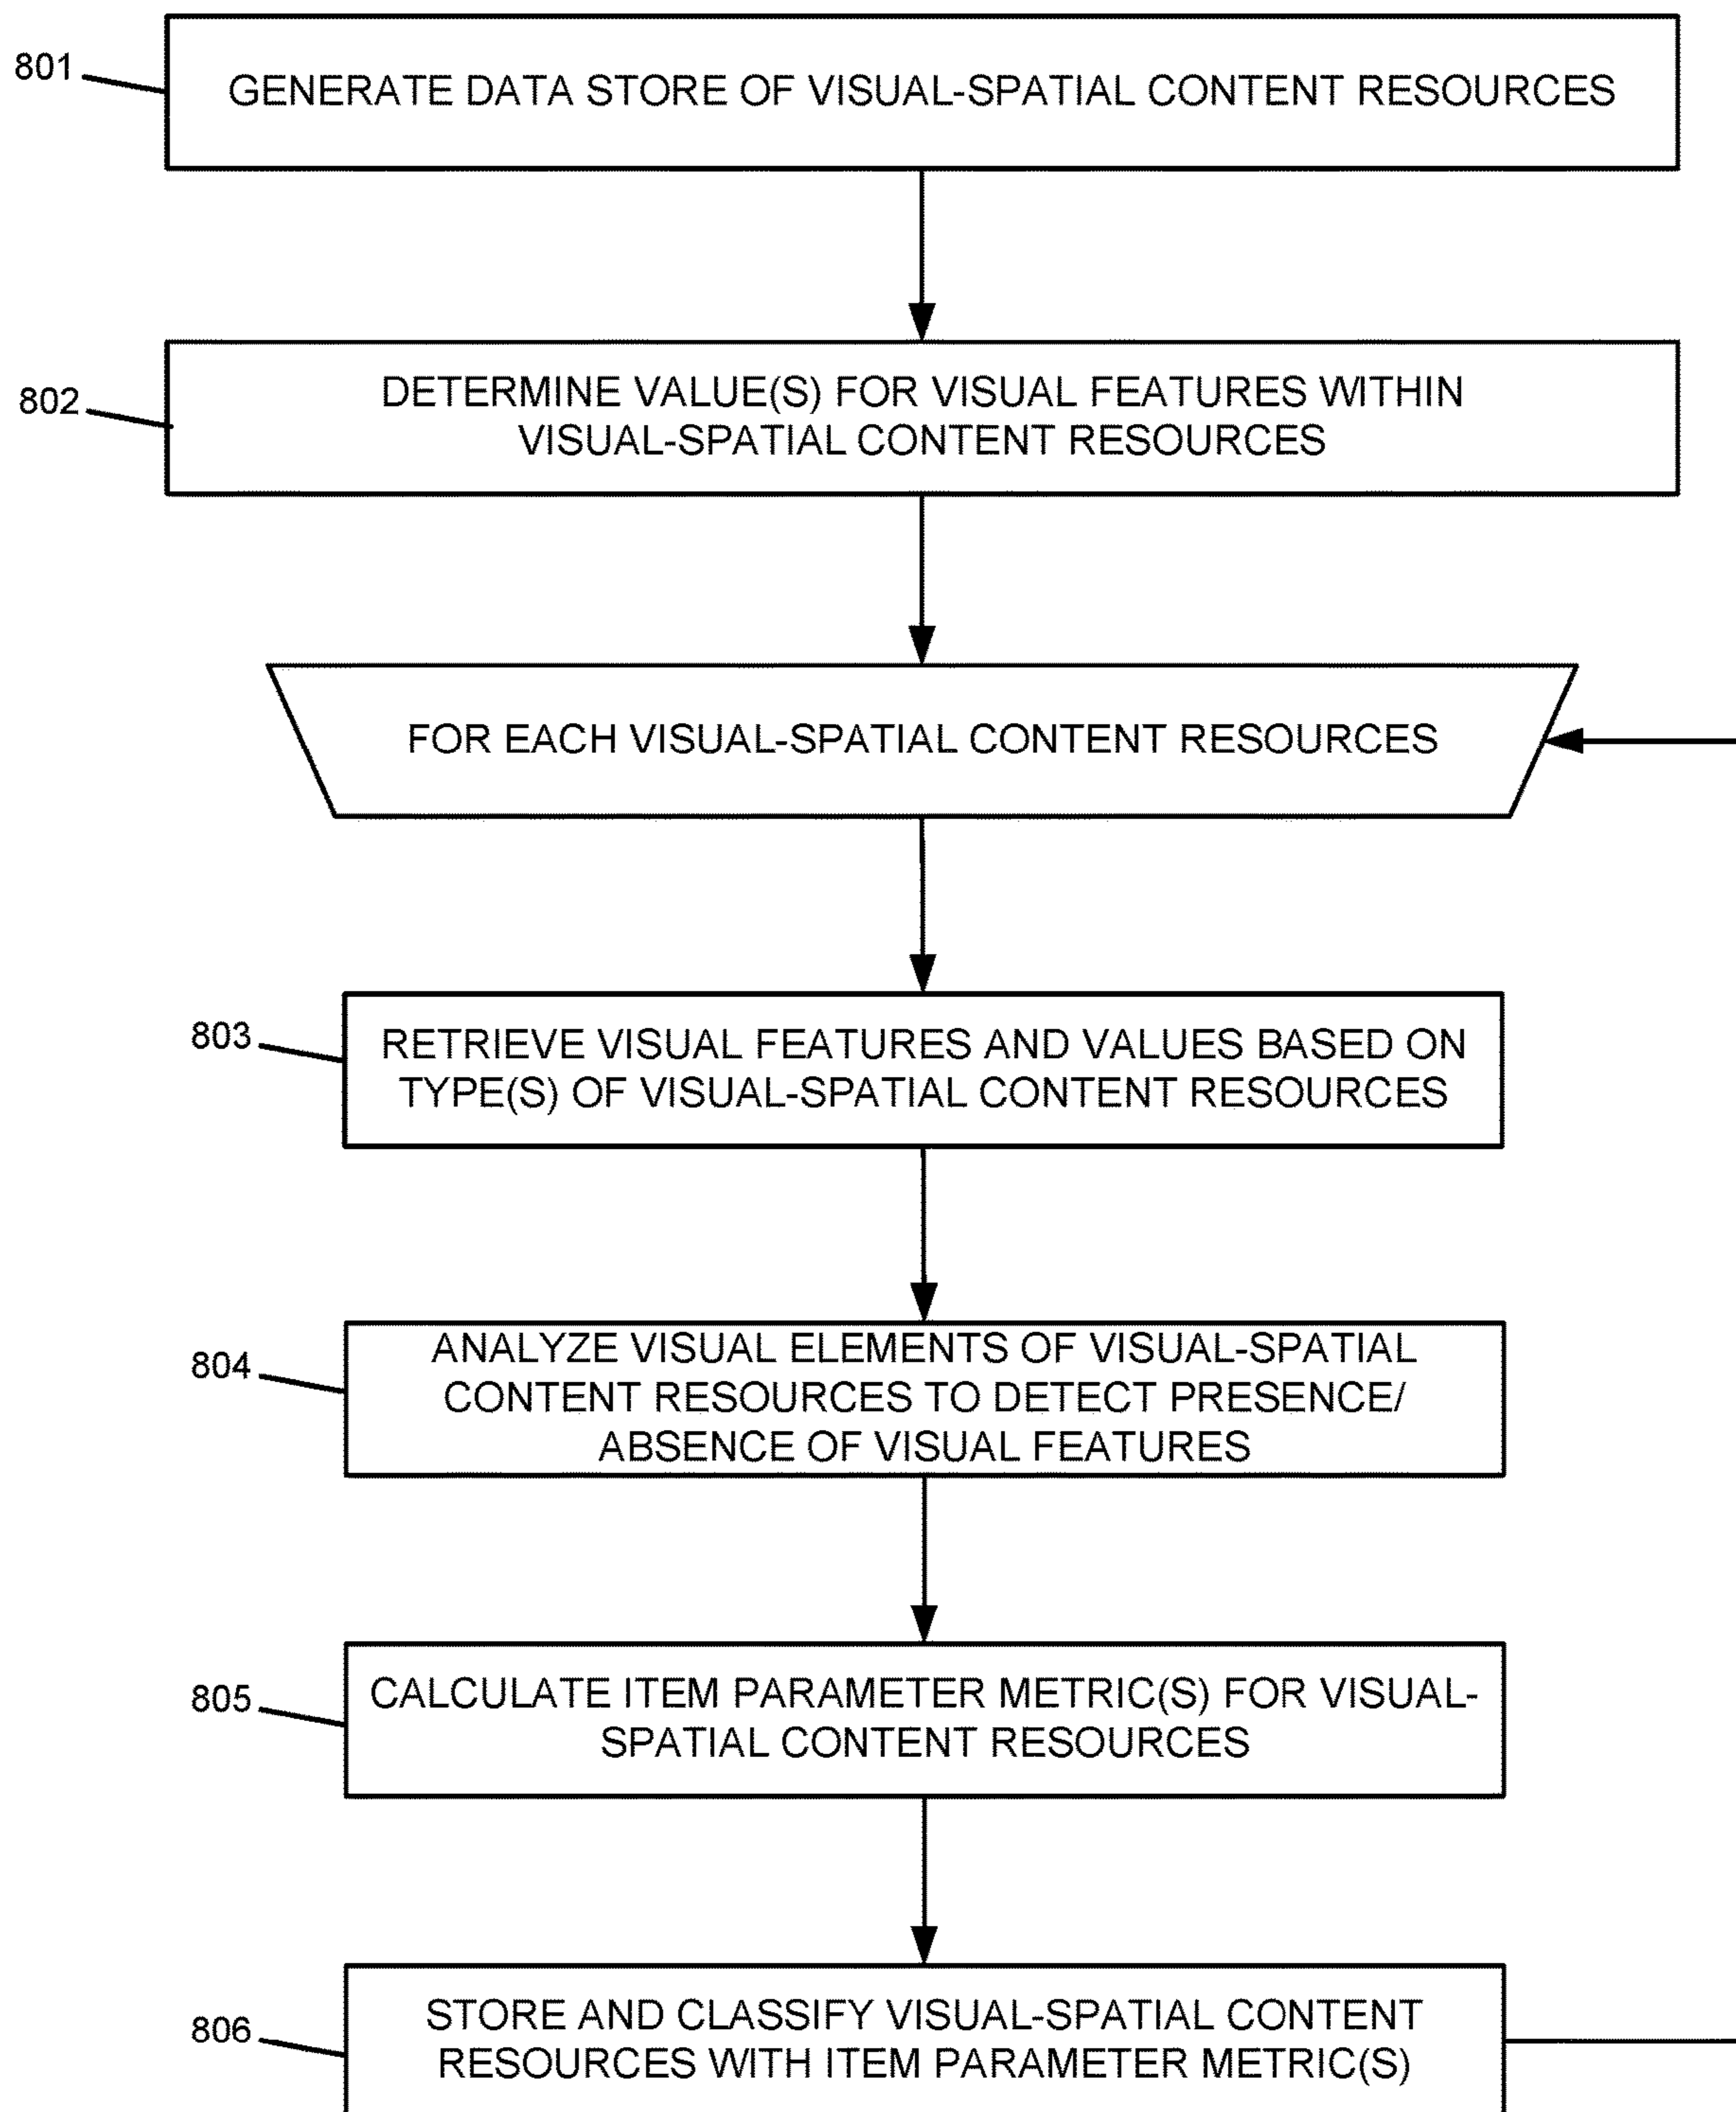 801
GENERATE DATA STORE OF VISUAL-SPATIAL CONTENT RESOURCES
802
DETERMINE VALUE(S) FOR VISUAL FEATURES WITHIN
VISUAL-SPATIAL CONTENT RESOURCES
FOR EACH VISUAL-SPATIAL CONTENT RESOURCES
803
RETRIEVE VISUAL FEATURES AND VALUES BASED ON
TYPE(S) OF VISUAL-SPATIAL CONTENT RESOURCES
804
ANALYZE VISUAL ELEMENTS OF VISUAL-SPATIAL
CONTENT RESOURCES TO DETECT PRESENCE/
ABSENCE OF VISUAL FEATURES
805
CALCULATE ITEM PARAMETER METRIC(S) FOR VISUAL-
SPATIAL CONTENT RESOURCES
806
STORE AND CLASSIFY VISUAL-SPATIAL CONTENT
RESOURCES WITH ITEM PARAMETER METRIC(S)